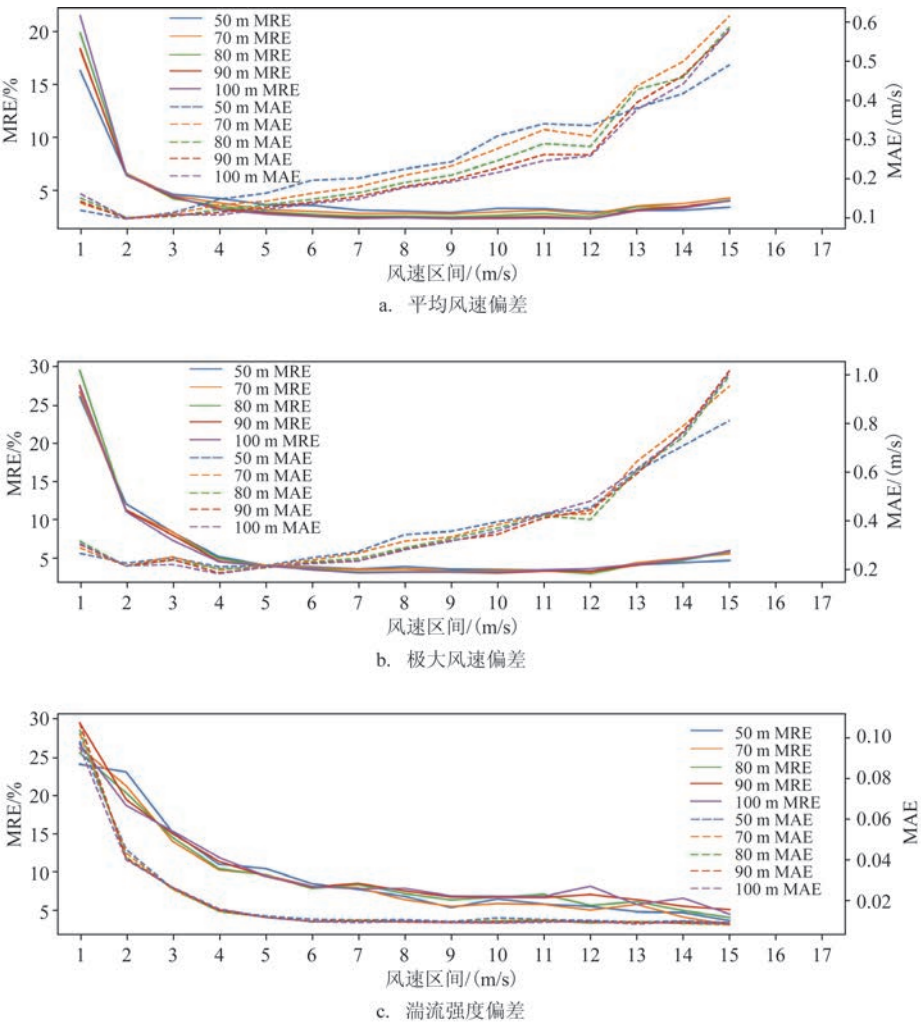 MRE/%
20
15
10
5
50 m MRE
70 m MRE
80 m MRE
90 m MRE
100 m MRE
50 m MAE
70 m MAE
80 m MAE
90 m MAE
100 m MAE
0.6
0.5
0.4
0.3
0.2
0.1
MAE/(m/s)
1 2 3 4 5 6 7 8 9 10 11 12 13 14 15 16 17
风速区间/(m/s)
a. 平均风速偏差
MRE/%
30
25
20
15
10
5
50 m MRE
70 m MRE
80 m MRE
90 m MRE
100 m MRE
50 m MAE
70 m MAE
80 m MAE
90 m MAE
100 m MAE
1.0
0.8
0.6
0.4
0.2
MAE/(m/s)
1 2 3 4 5 6 7 8 9 10 11 12 13 14 15 16 17
风速区间/(m/s)
b. 极大风速偏差
MRE/%
30
25
20
15
10
5
50 m MRE
70 m MRE
80 m MRE
90 m MRE
100 m MRE
50 m MAE
70 m MAE
80 m MAE
90 m MAE
100 m MAE
0.10
0.08
0.06
0.04
0.02
MAE
1 2 3 4 5 6 7 8 9 10 11 12 13 14 15 16 17
风速区间/(m/s)
c. 湍流强度偏差